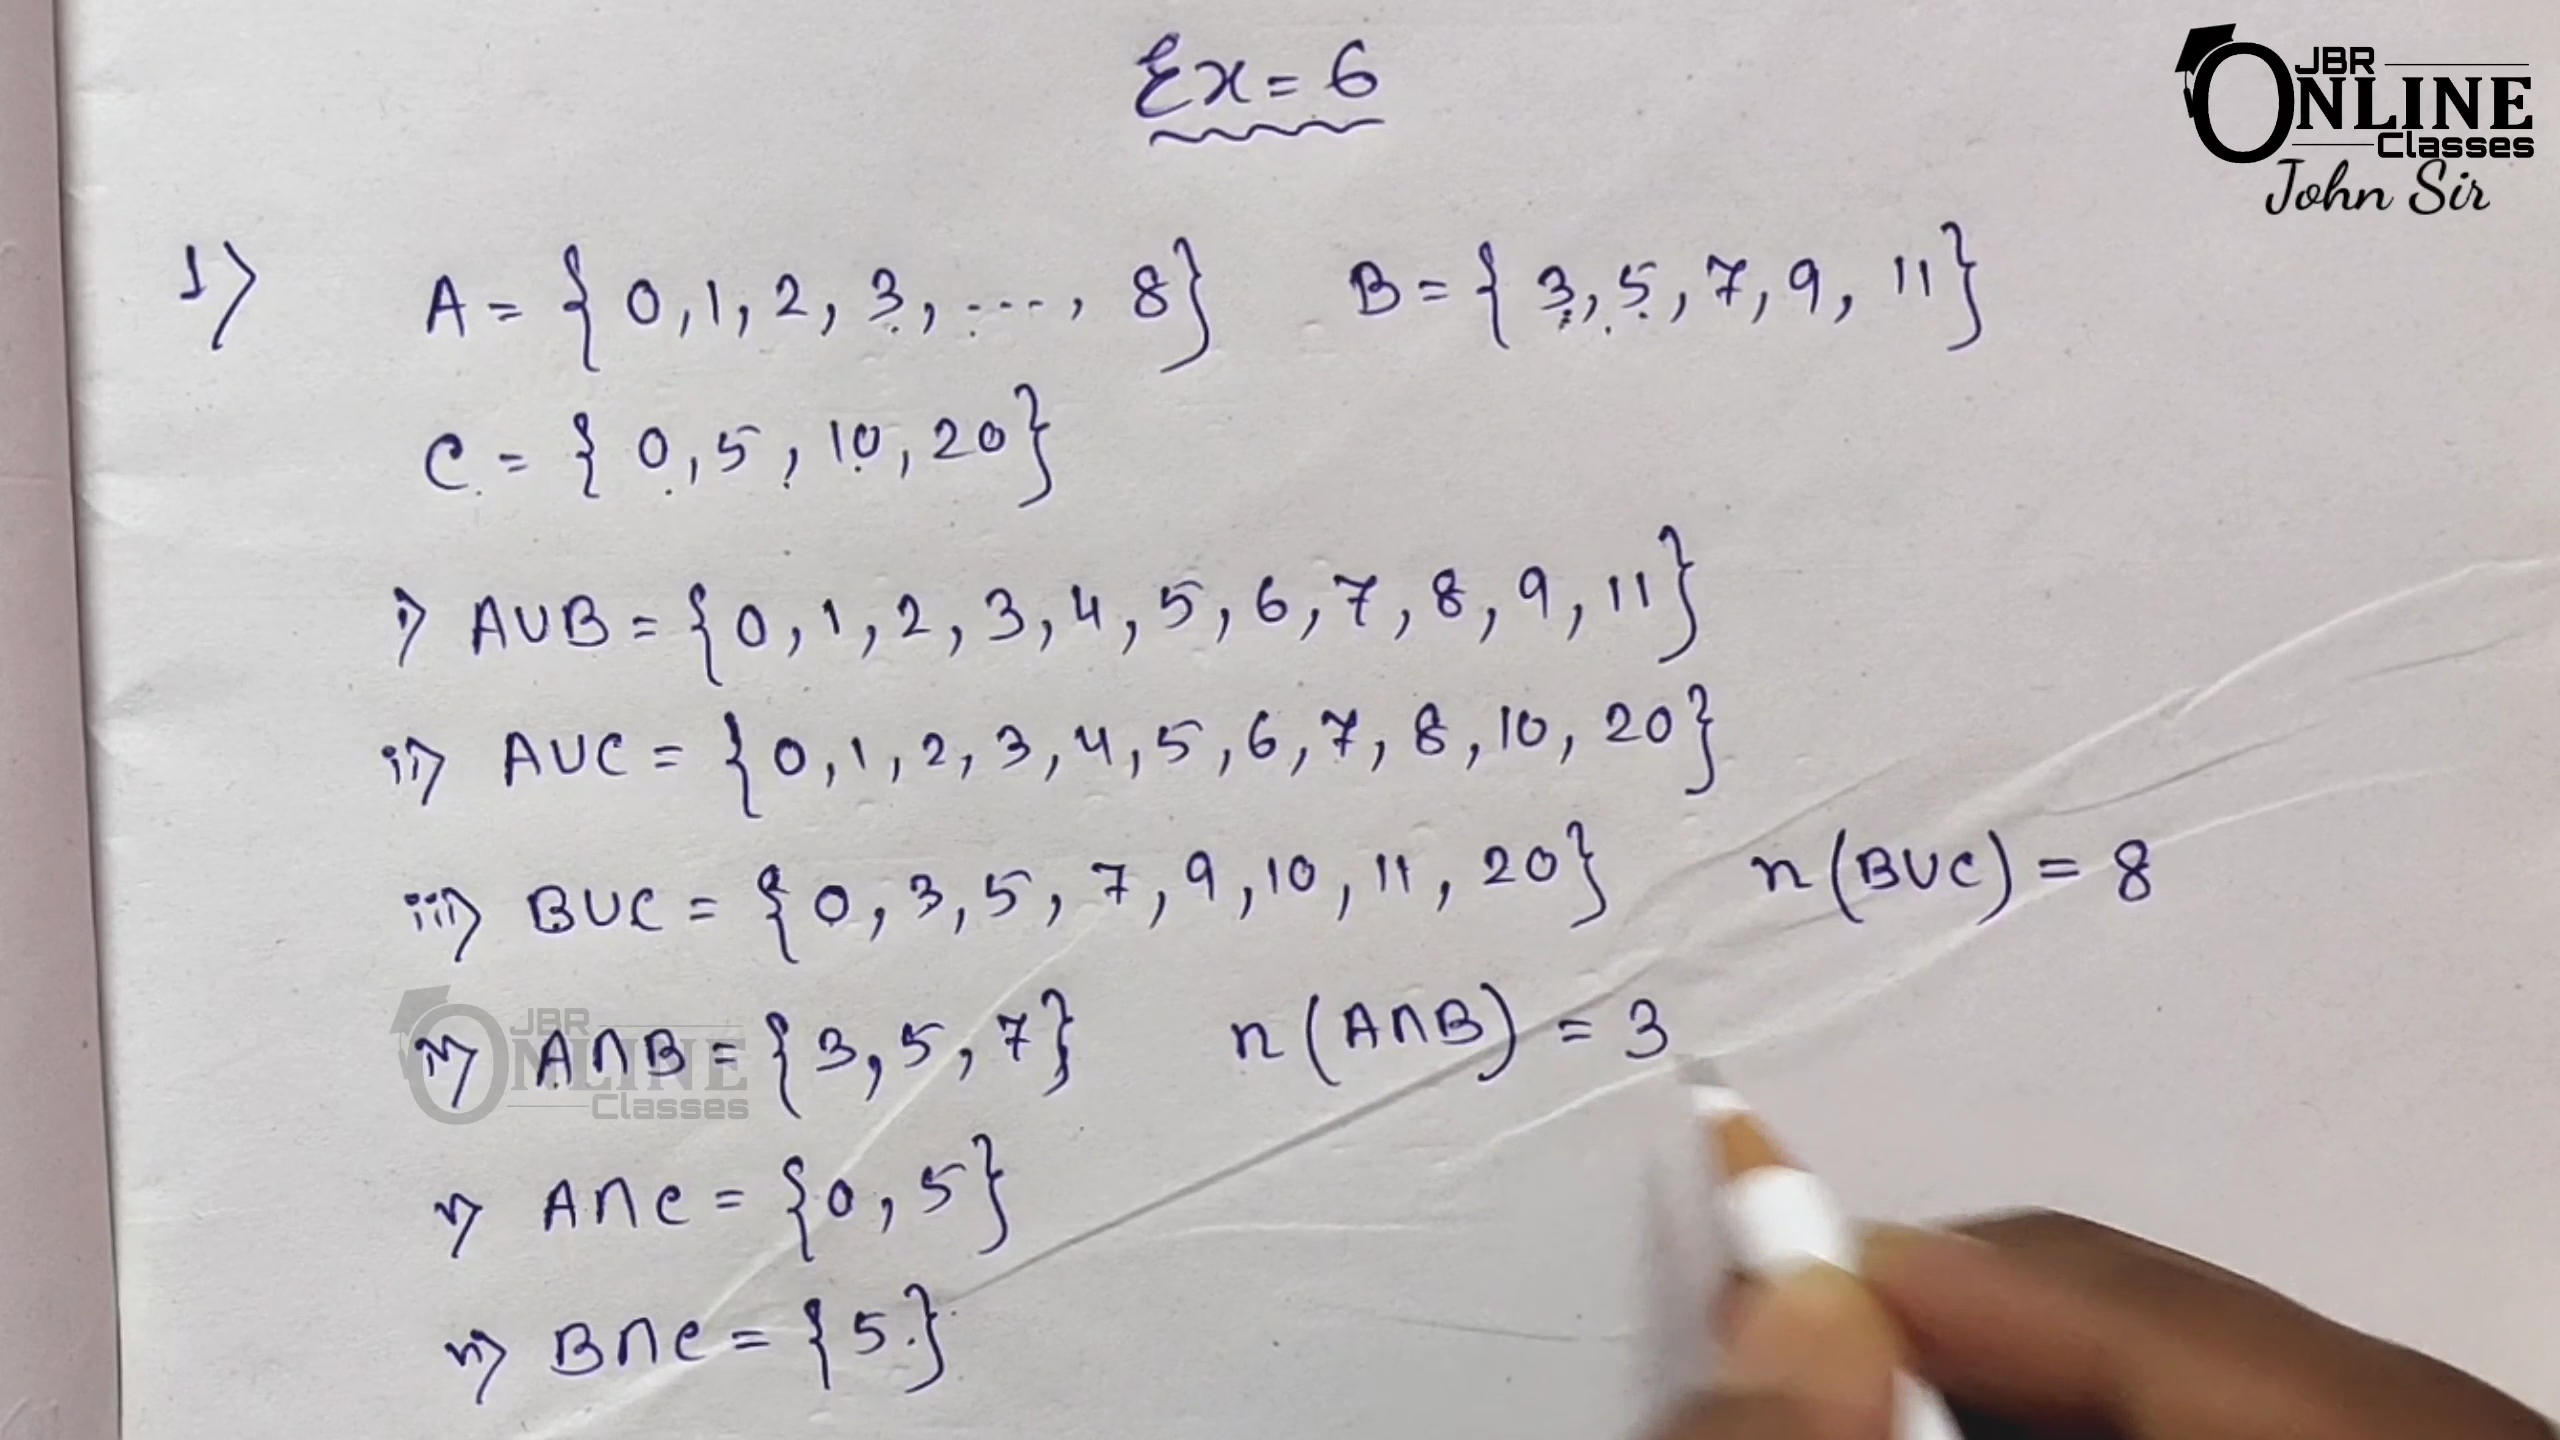 Ex = 6
JBR
ONLINE
Classes
John Sir
1) A = { 0, 1, 2, 3, ...., 8} B = { 3, 5, 7, 9, 11}
C = { 0, 5, 10, 20}
i) A∪B = {0, 1, 2, 3, 4, 5, 6, 7, 8, 9, 11}
ii) A∪C = {0, 1, 2, 3, 4, 5, 6, 7, 8, 10, 20}
iii) B∪C = {0, 3, 5, 7, 9, 10, 11, 20} n(B∪C) = 8
iv) A∩B = {3, 5, 7} n(A∩B) = 3
JBR
ONLINE
Classes
v) A∩C = {0, 5}
vi) B∩C = {5}